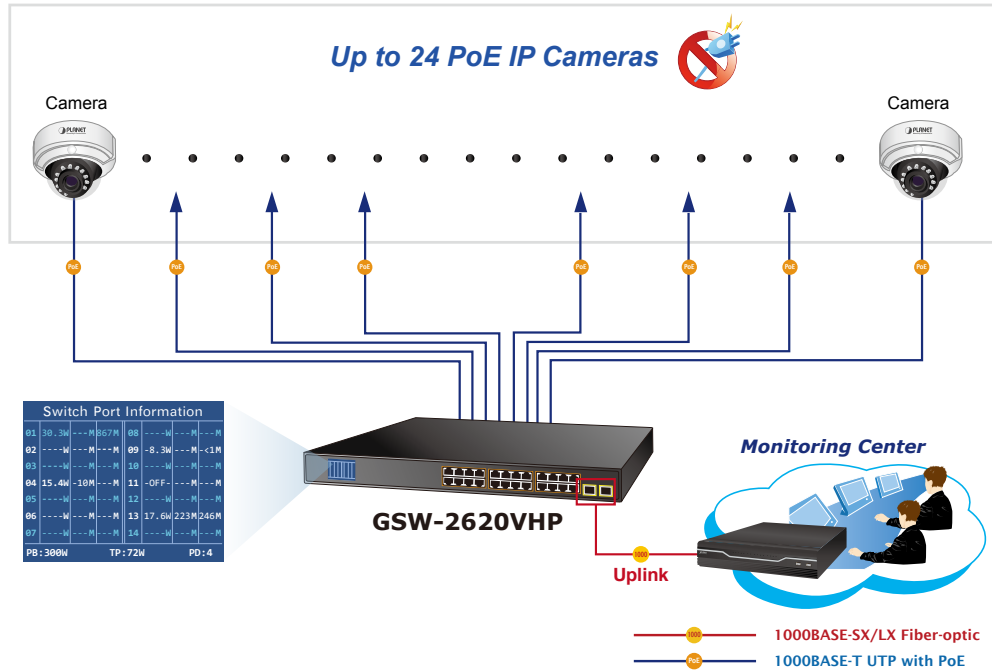 Up to 24 PoE IP Cameras
Camera
Camera
PLANET
PLANET
PoE PoE PoE PoE PoE PoE PoE PoE
Switch Port Information
01 30.3W ---M 867M 08 ----W ---M ---M
02 ----W ---M ---M 09 -8.3W ---M -<1M
03 ----W ---M ---M 10 ----W ---M ---M
04 15.4W -10M ---M 11 -OFF- ---M ---M
05 ----W ---M ---M 12 ----W ---M ---M
06 ----W ---M ---M 13 17.6W 223M 246M
07 ----W ---M ---M 14 ----W ---M ---M
PB:300W TP:72W PD:4
GSW-2620VHP
Monitoring Center
1000
Uplink
1000 1000BASE-SX/LX Fiber-optic
PoE 1000BASE-T UTP with PoE